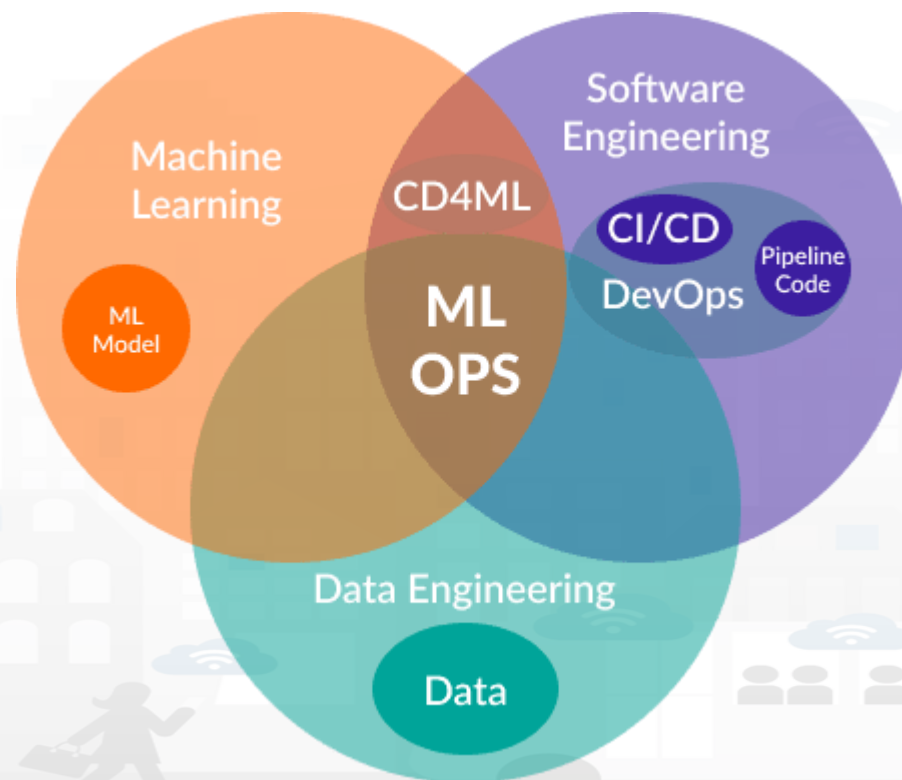 Software
Engineering
Machine
Learning
CD4ML
CI/CD
Pipeline
Code
DevOps
ML
OPS
ML
Model
Data Engineering
Data